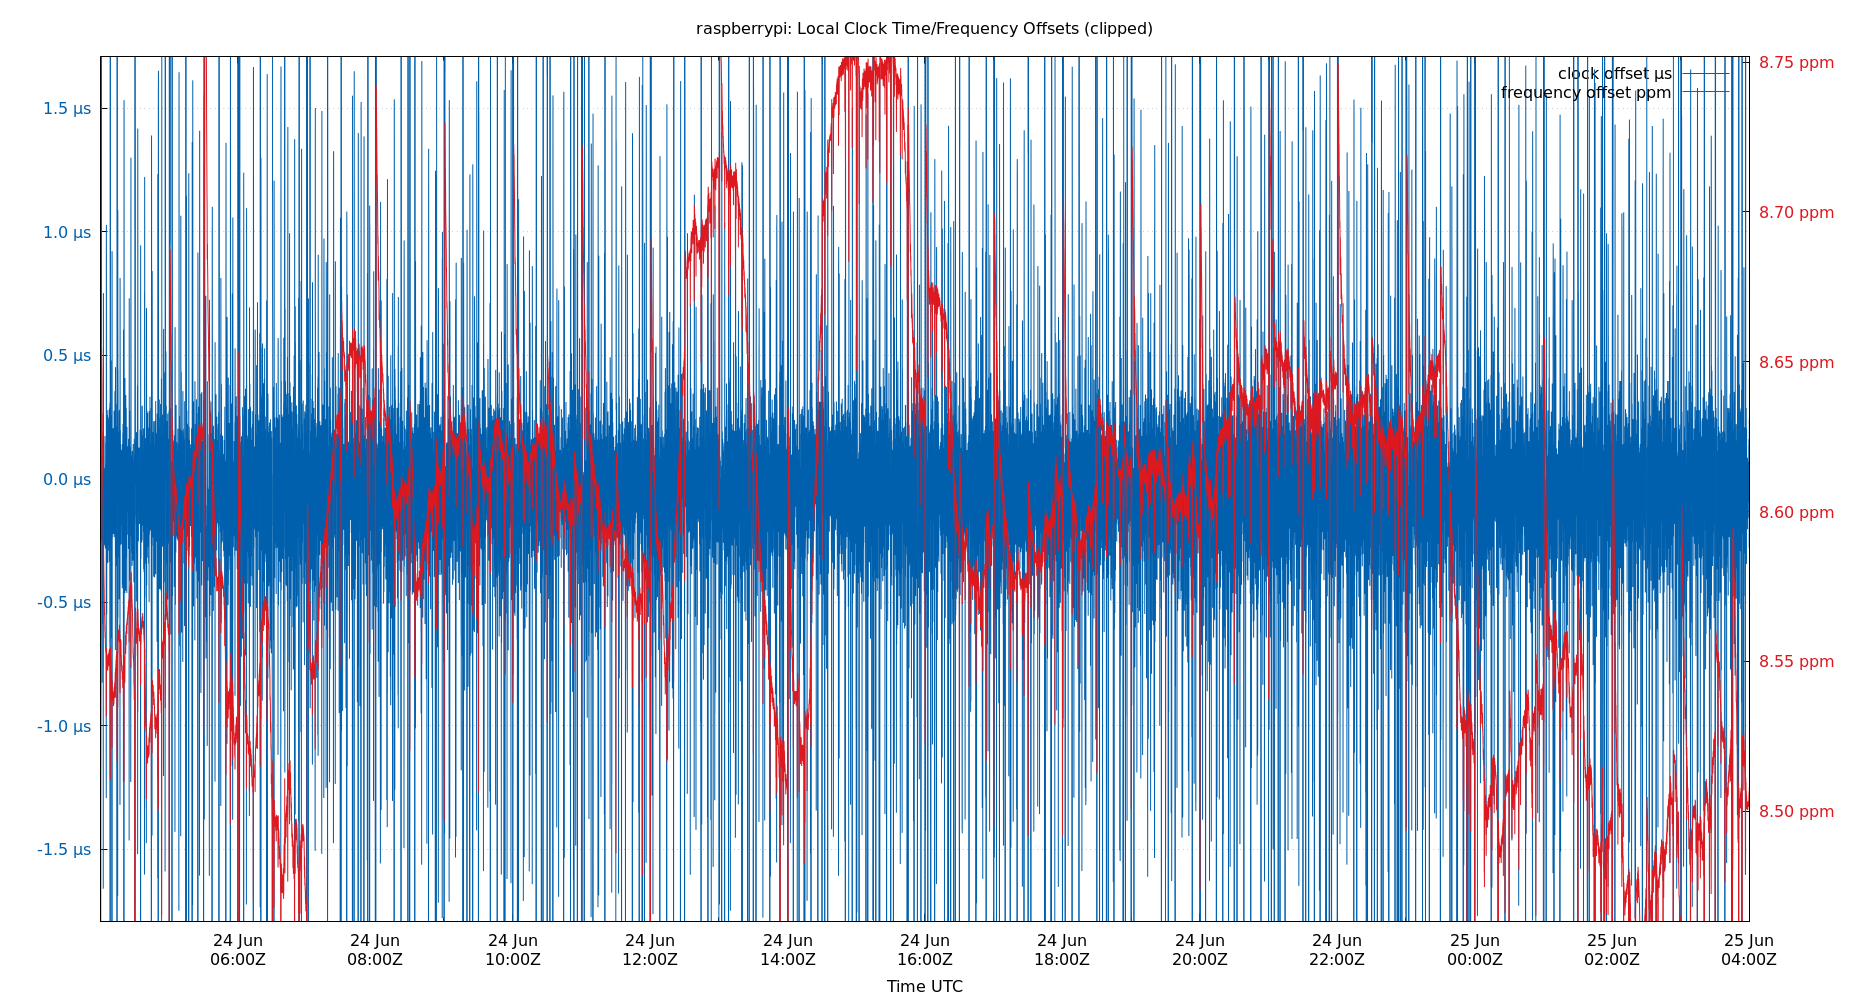 raspberrypi: Local Clock Time/Frequency Offsets (clipped)
clock offset µs
frequency offset ppm
1.5 µs
1.0 µs
0.5 µs
0.0 µs
-0.5 µs
-1.0 µs
-1.5 µs
8.75 ppm
8.70 ppm
8.65 ppm
8.60 ppm
8.55 ppm
8.50 ppm
24 Jun 24 Jun 24 Jun 24 Jun 24 Jun 24 Jun 24 Jun 24 Jun 24 Jun 25 Jun 25 Jun 25 Jun
06:00Z 08:00Z 10:00Z 12:00Z 14:00Z 16:00Z 18:00Z 20:00Z 22:00Z 00:00Z 02:00Z 04:00Z
Time UTC